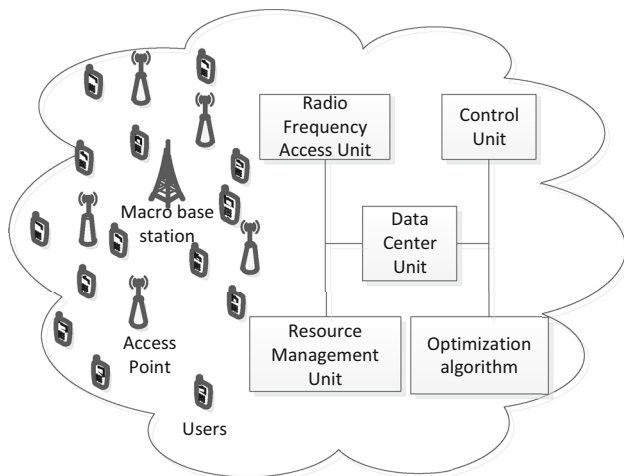 Radio
Frequency
Access Unit
Control
Unit
Macro base
station
Data
Center
Unit
Access
Point
Resource
Management
Unit
Optimization
algorithm
Users